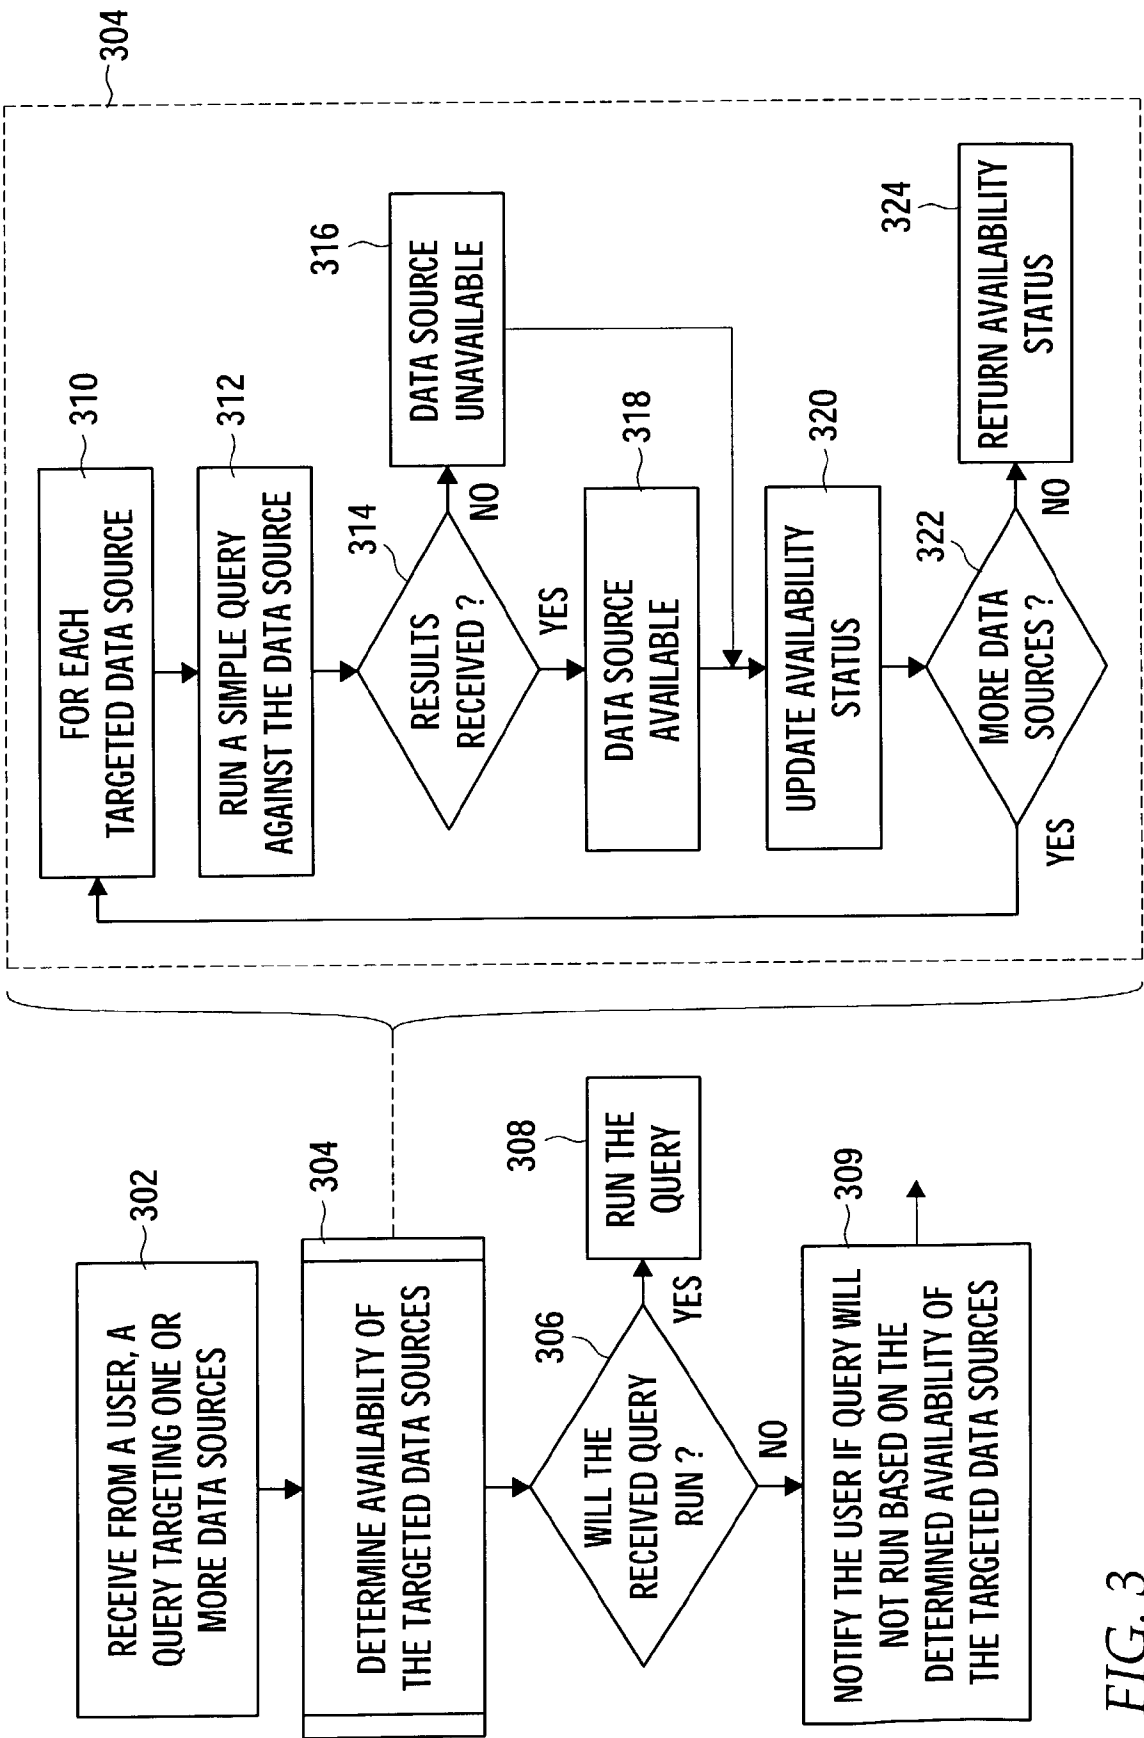 302
RECEIVE FROM A USER, A
QUERY TARGETING ONE OR
MORE DATA SOURCES
304
DETERMINE AVAILABILTY OF
THE TARGETED DATA SOURCES
306
WILL THE
RECEIVED QUERY
RUN ?
YES
308
RUN THE
QUERY
NO
309
NOTIFY THE USER IF QUERY WILL
NOT RUN BASED ON THE
DETERMINED AVAILABILITY OF
THE TARGETED DATA SOURCES
304
310
FOR EACH
TARGETED DATA SOURCE
312
RUN A SIMPLE QUERY
AGAINST THE DATA SOURCE
314
RESULTS
RECEIVED ?
NO
316
DATA SOURCE
UNAVAILABLE
YES
318
DATA SOURCE
AVAILABLE
320
UPDATE AVAILABILITY
STATUS
322
MORE DATA
SOURCES ?
YES
NO
324
RETURN AVAILABILITY
STATUS
FIG. 3